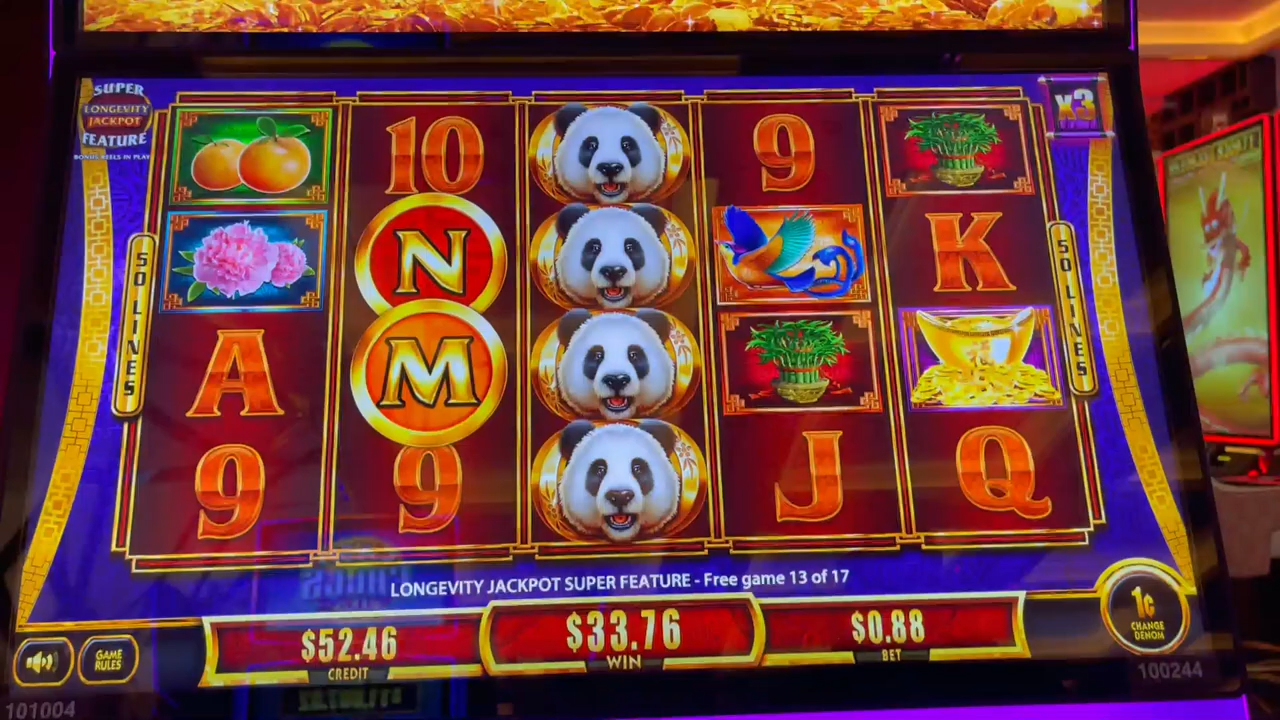 SUPER
LONGEVITY
JACKPOT
FEATURE
BONUS REELS IN PLAY
x3
10
9
N
K
50 LINES
50 LINES
A
M
9
9
J
Q
LONGEVITY JACKPOT SUPER FEATURE - Free game 13 of 17
$52.46
CREDIT
$33.76
WIN
$0.88
BET
1¢
CHANGE
DENOM
GAME
RULES
101004
100244